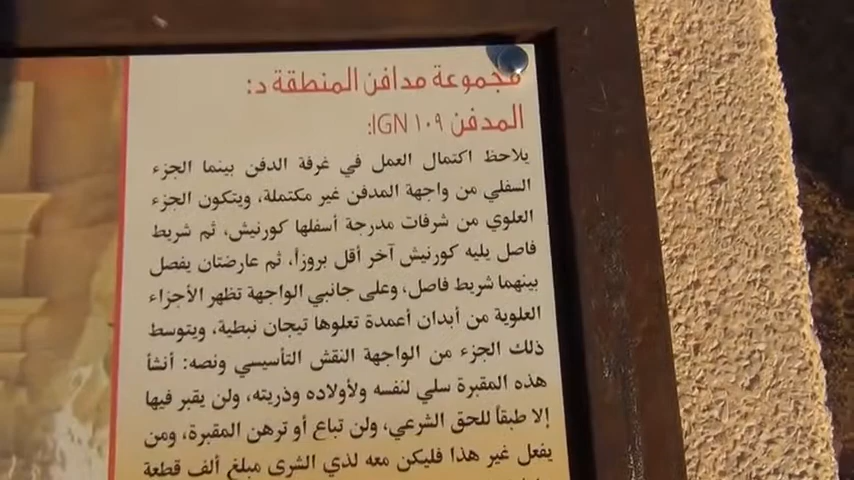 مجموعة مدافن المنطقة د:
المدفن IGN ١٠٩:
يلاحظ اكتمال العمل في غرفة الدفن بينما الجزء
السفلي من واجهة المدفن غير مكتملة، ويتكون الجزء
العلوي من شرفات مدرجة أسفلها كورنيش، ثم شريط
فاصل يليه كورنيش آخر أقل بروزاً، ثم عارضتان يفصل
بينهما شريط فاصل، وعلى جانبي الواجهة تظهر الأجزاء
العلوية من أبدان أعمدة تعلوها تيجان نبطية، ويتوسط
ذلك الجزء من الواجهة النقش التأسيسي ونصه: أنشأ
هذه المقبرة سلي لنفسه ولأولاده وذريته، ولن يقبر فيها
إلا طبقاً للحق الشرعي، ولن تباع أو ترهن المقبرة، ومن
يفعل غير هذا فليكن معه لذي الشرى مبلغ ألف قطعة